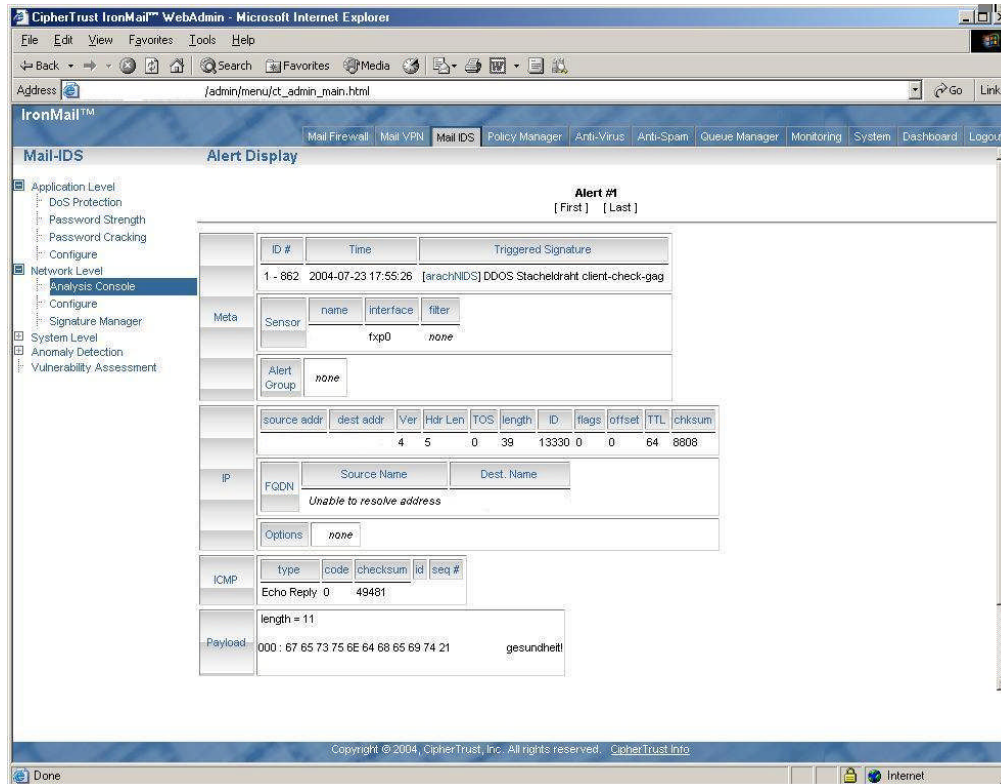 CipherTrust IronMail™ WebAdmin - Microsoft Internet Explorer
File Edit View Favorites Tools Help
Back Search Favorites Media
Address /admin/menu/ct_admin_main.html Go Link
IronMail™
Mail Firewall Mail VPN Mail IDS Policy Manager Anti-Virus Anti-Spam Queue Manager Monitoring System Dashboard Logout
Mail-IDS
Application Level
DoS Protection
Password Strength
Password Cracking
Configure
Network Level
Analysis Console
Configure
Signature Manager
System Level
Anomaly Detection
Vulnerability Assessment
Alert Display
Alert #1
[ First ] [ Last ]
Meta
ID # Time Triggered Signature
1 - 862 2004-07-23 17:55:26 [arachNIDS] DDOS Stacheldraht client-check-gag
Sensor
name interface filter
fxp0 none
Alert Group none
IP
source addr dest addr Ver Hdr Len TOS length ID flags offset TTL chksum
4 5 0 39 13330 0 0 64 8808
FQDN
Source Name Dest. Name
Unable to resolve address
Options none
ICMP
type code checksum id seq #
Echo Reply 0 49481
Payload
length = 11
000 : 67 65 73 75 6E 64 68 65 69 74 21 gesundheit!
Copyright © 2004, CipherTrust, Inc. All rights reserved. CipherTrust Info
Done Internet